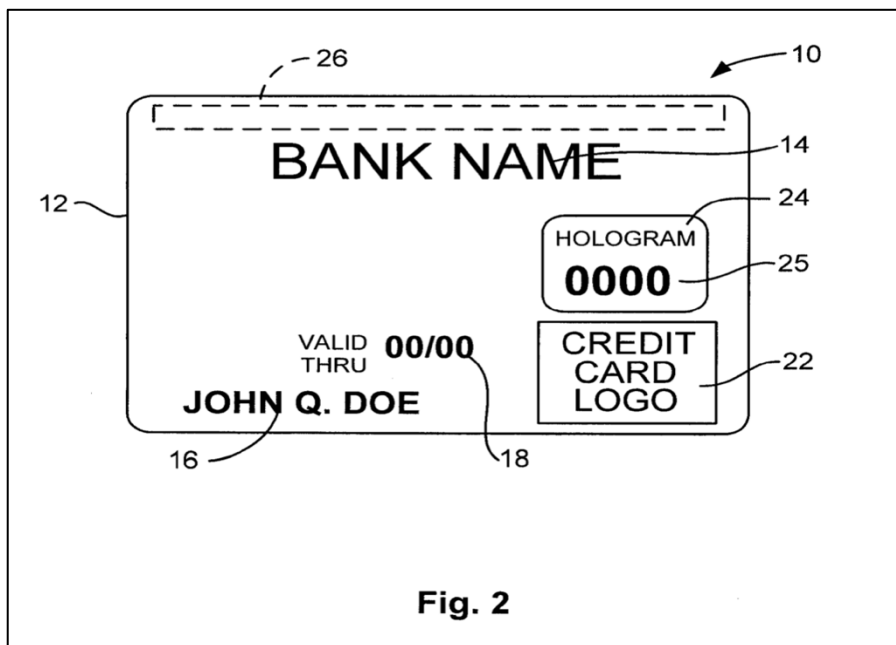 26
10
BANK NAME
14
12
24
HOLOGRAM
0000
25
VALID
THRU
00/00
CREDIT
CARD
LOGO
22
JOHN Q. DOE
16
18
Fig. 2